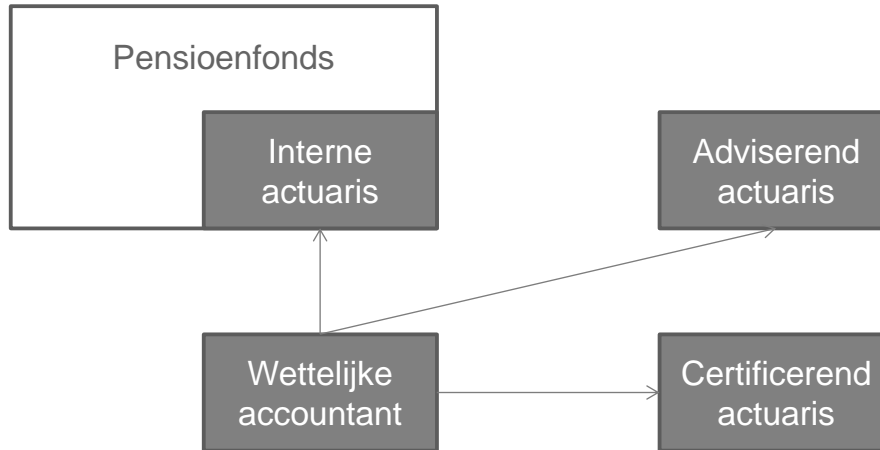 Pensioenfonds
Interne
actuaris
Adviserend
actuaris
Wettelijke
accountant
Certificerend
actuaris